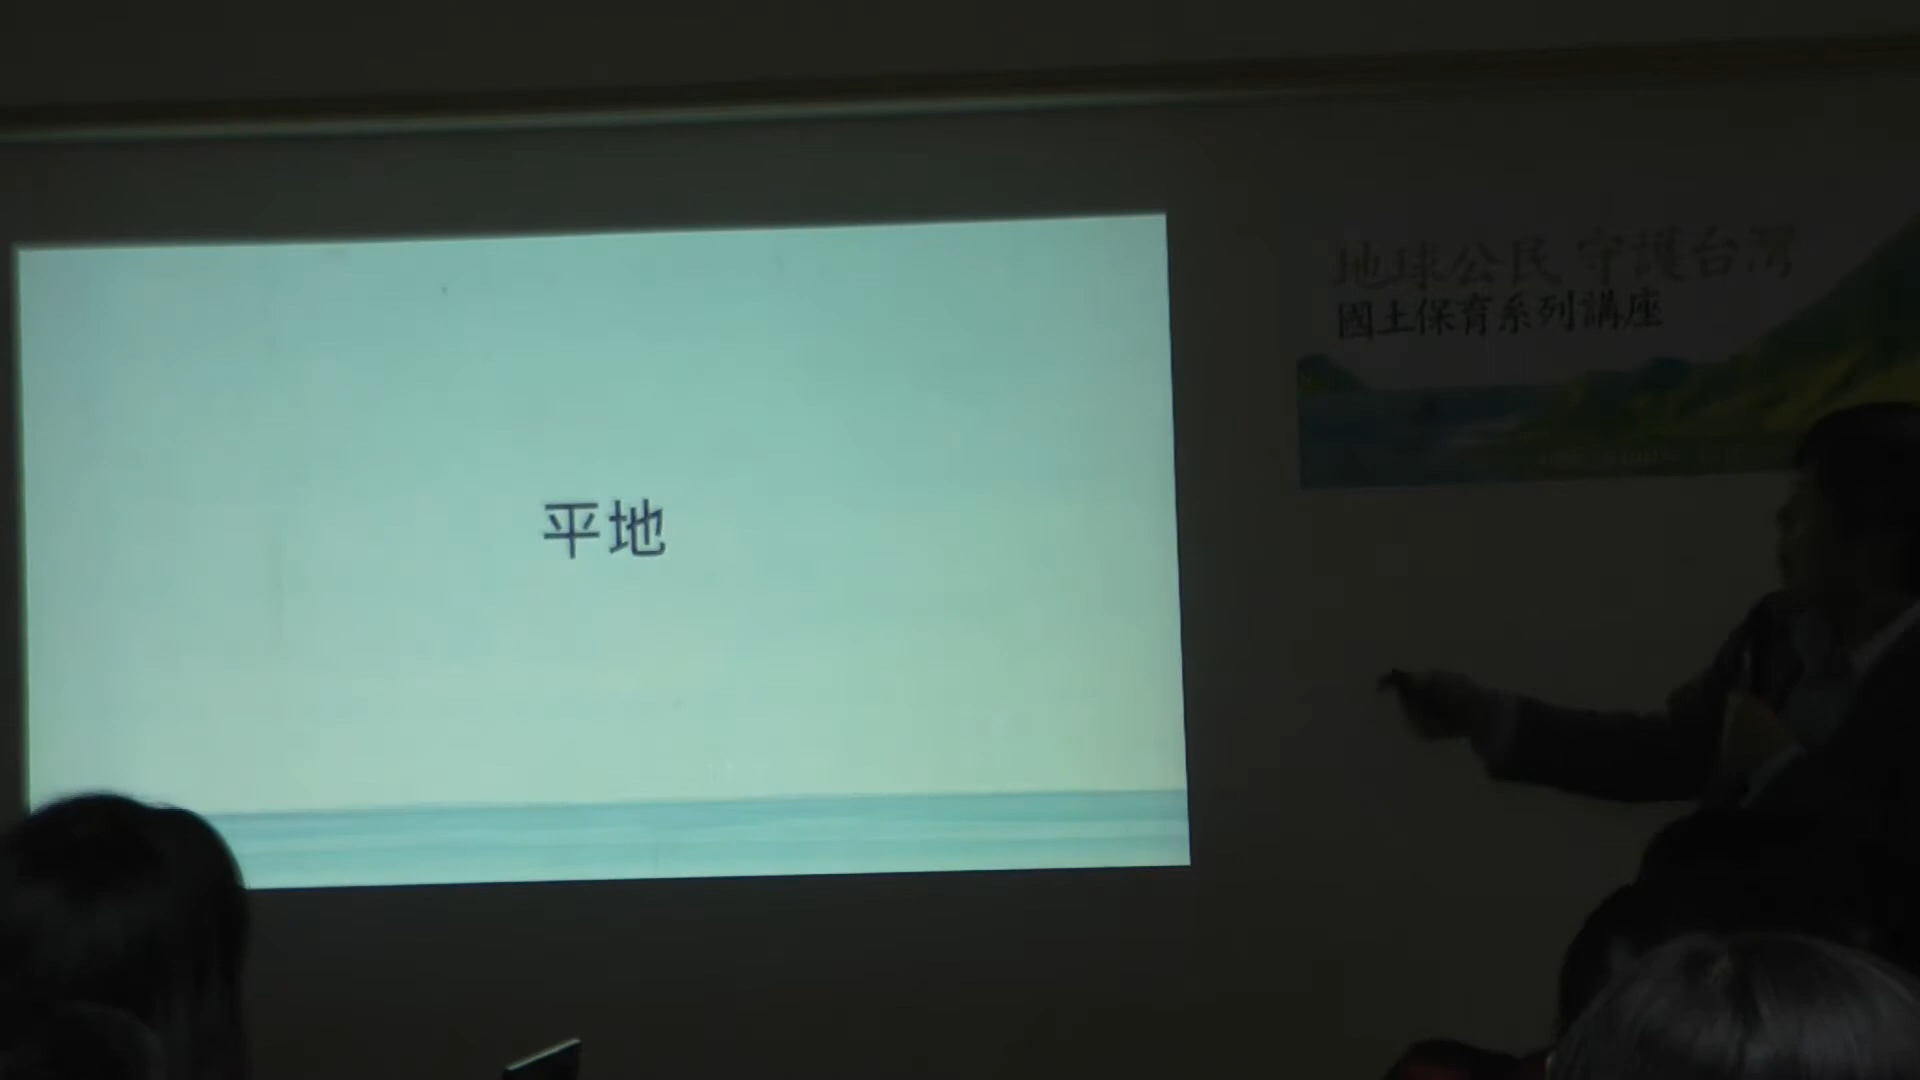 平地
地球公民 守護台灣
國土保育系列講座